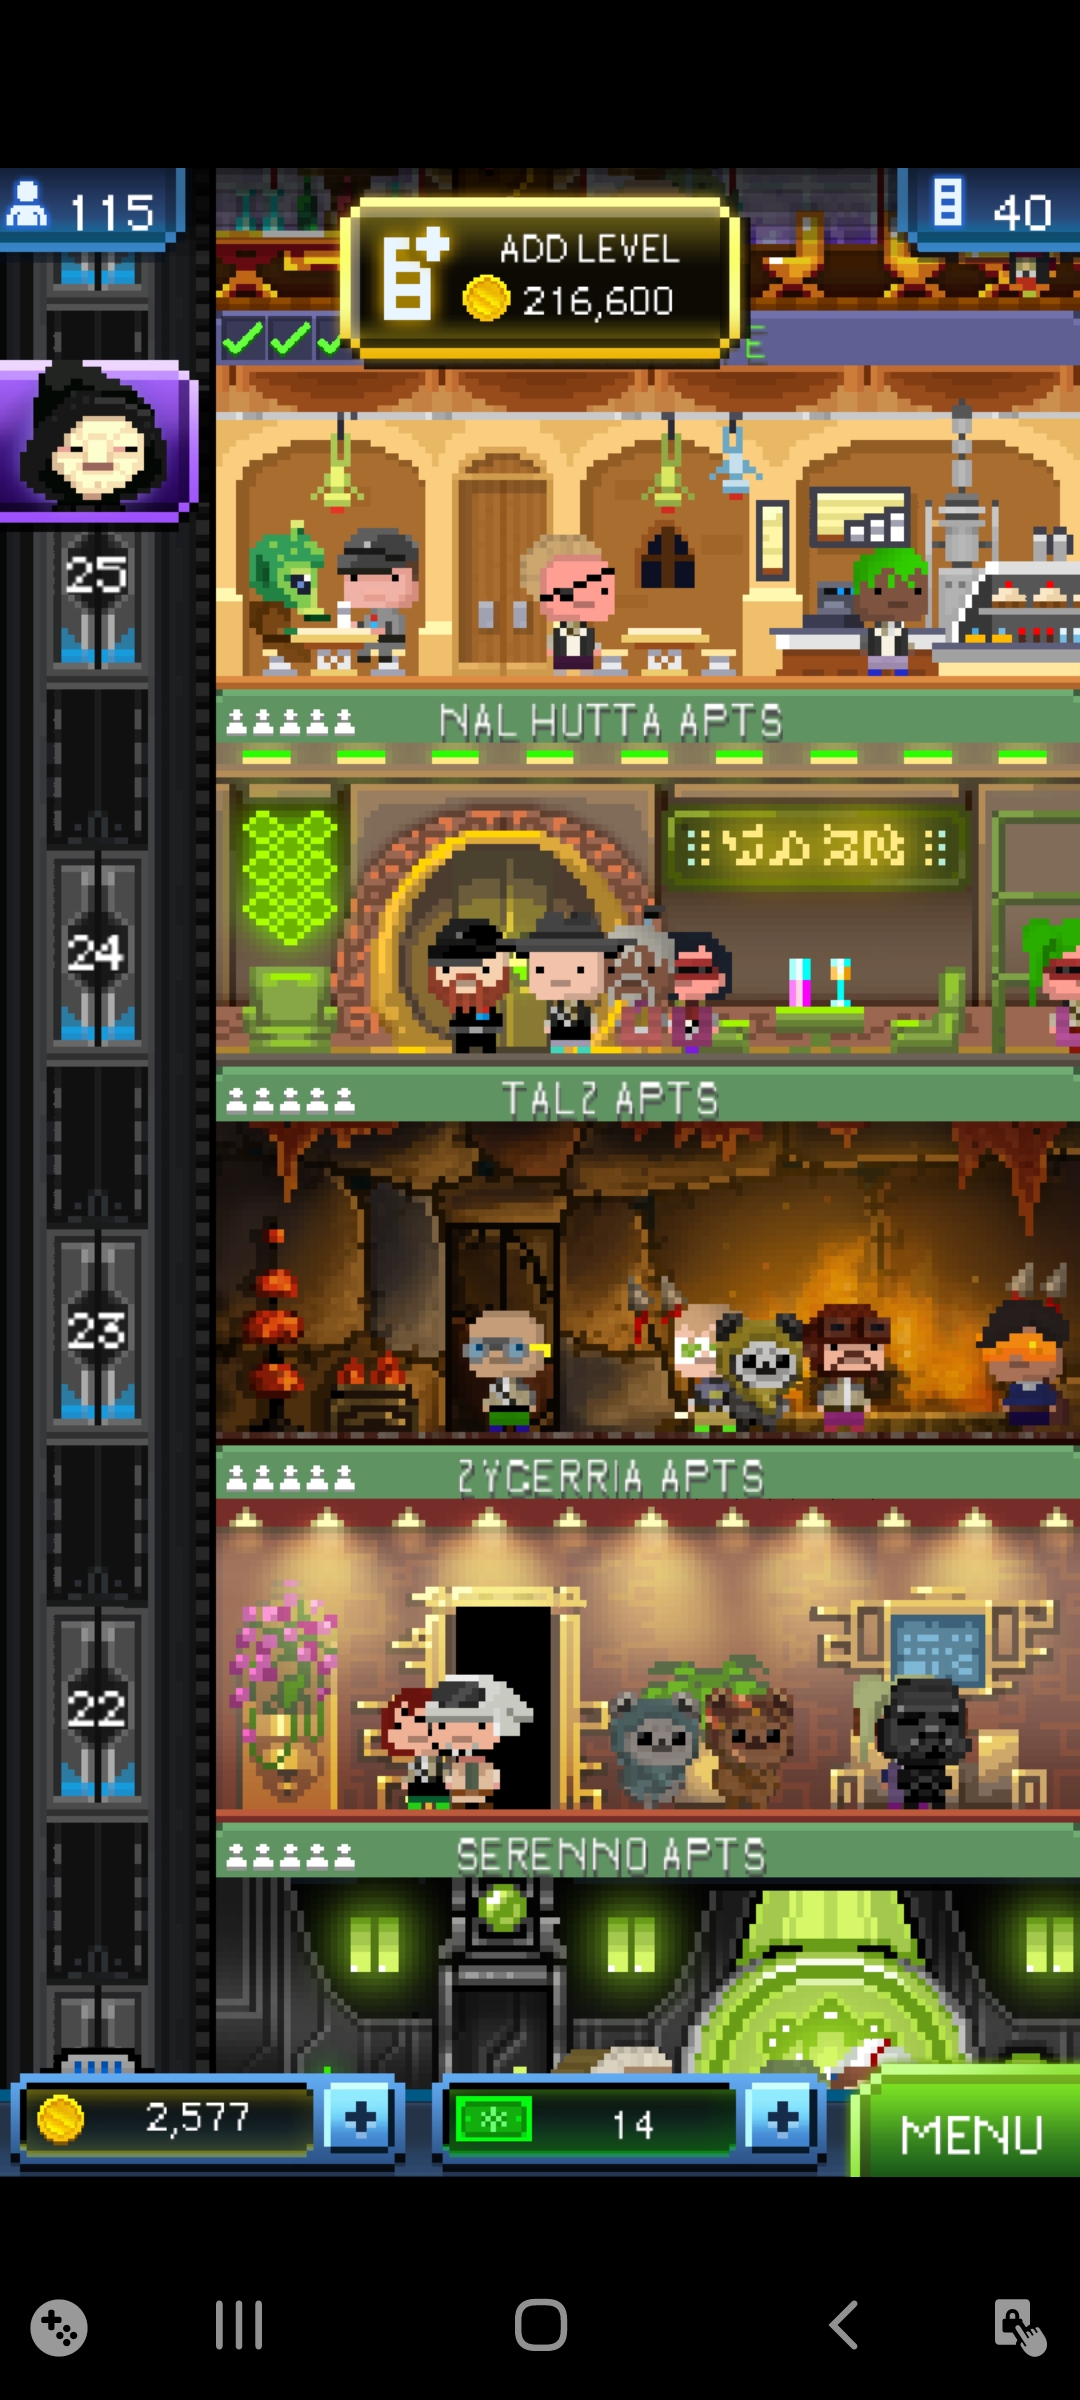 115
40
ADD LEVEL
216,600
E
25
NAL HUTTA APTS
24
TALZ APTS
23
ZYGERRIA APTS
22
SERENNO APTS
2,577
14
MENU